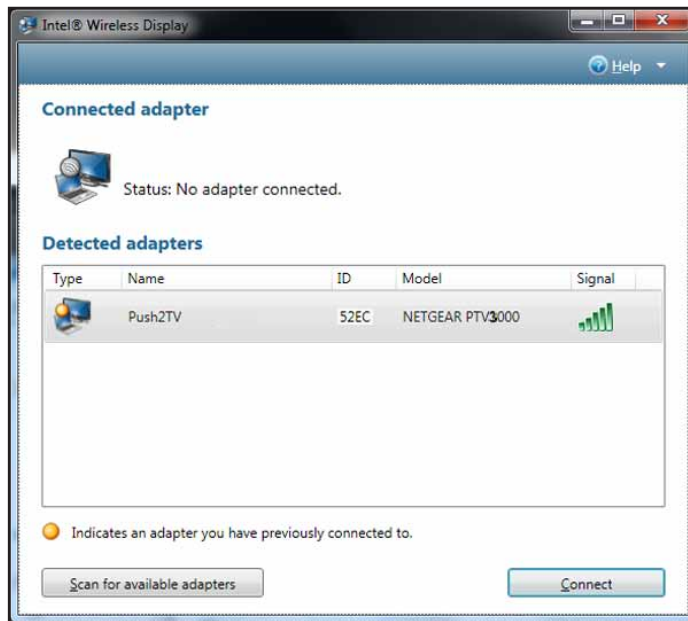 Intel® Wireless Display
Help
Connected adapter
Status: No adapter connected.
Detected adapters
Type Name ID Model Signal
Push2TV 52EC NETGEAR PTV3000
Indicates an adapter you have previously connected to.
Scan for available adapters Connect